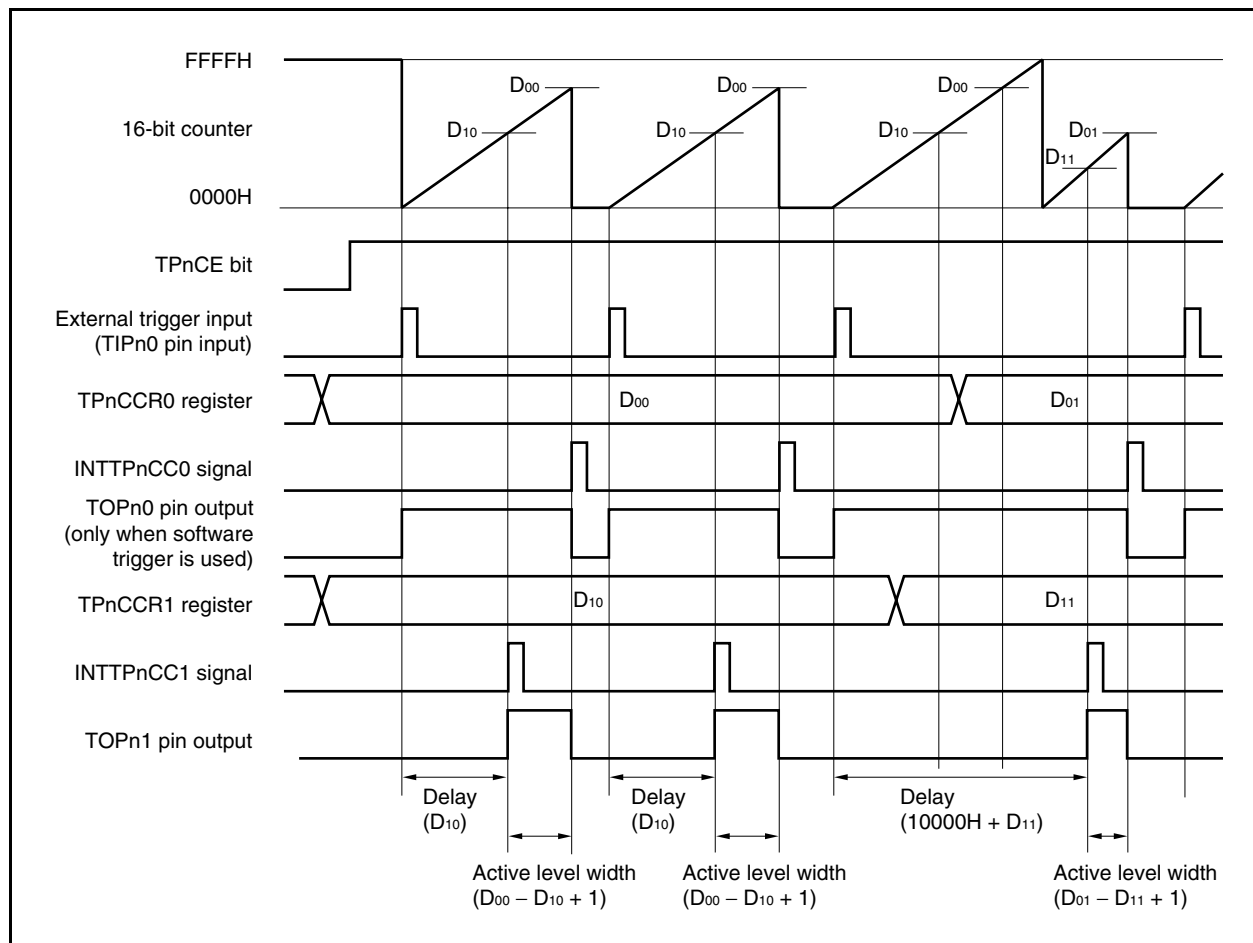 FFFFH
D00
D00
D00
16-bit counter
D10
D10
D10
D01
D11
0000H
TPnCE bit
External trigger input
(TIPn0 pin input)
TPnCCR0 register
D00
D01
INTTPnCC0 signal
TOPn0 pin output
(only when software
trigger is used)
TPnCCR1 register
D10
D11
INTTPnCC1 signal
TOPn1 pin output
Delay
(D10)
Delay
(D10)
Delay
(10000H + D11)
Active level width
(D00 − D10 + 1)
Active level width
(D00 − D10 + 1)
Active level width
(D01 − D11 + 1)